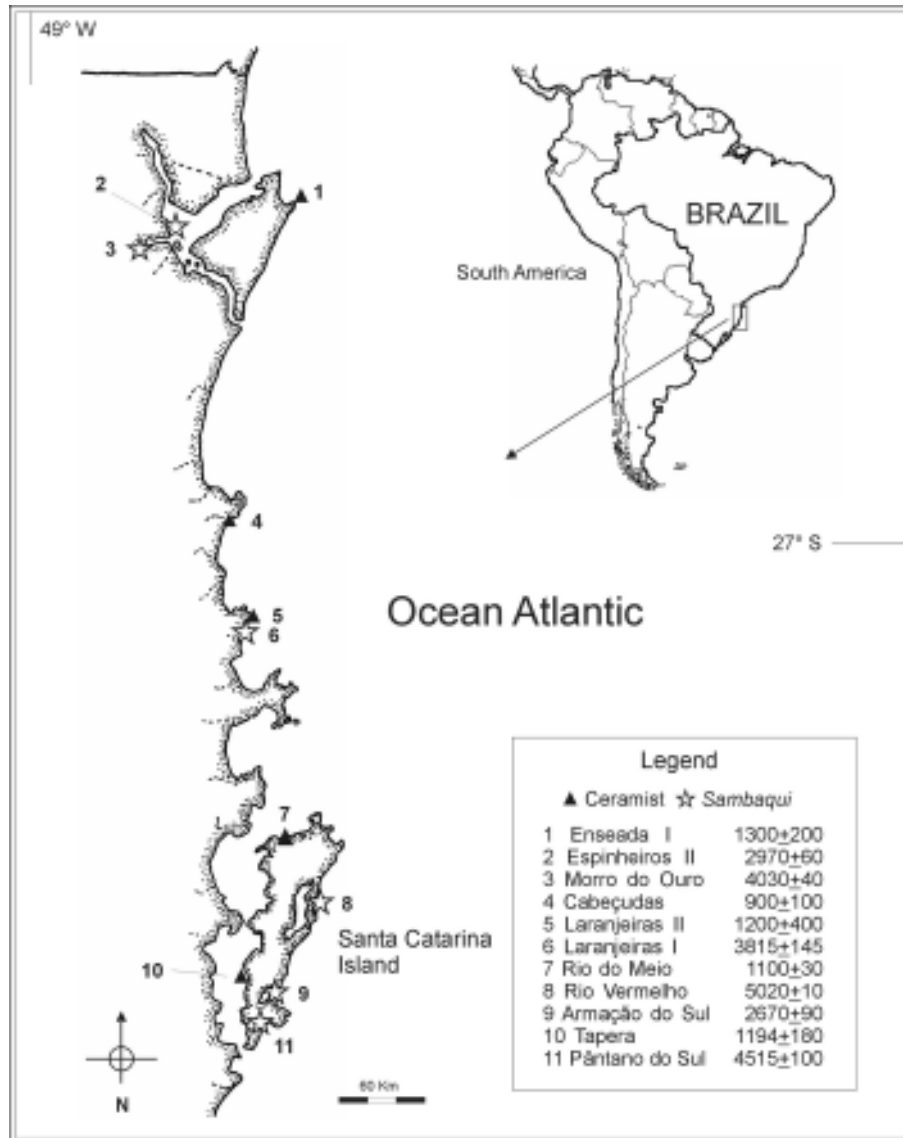 49° W
1
2
3
BRAZIL
South America
4
27° S
5
6
Ocean Atlantic
7
8
Santa Catarina
Island
10
9
11
N
60 Km
Legend
▲ Ceramist ☆ Sambaqui
1 Enseada I 1300±200
2 Espinheiros II 2970±60
3 Morro do Ouro 4030±40
4 Cabeçudas 900±100
5 Laranjeiras II 1200±400
6 Laranjeiras I 3815±145
7 Rio do Meio 1100±30
8 Rio Vermelho 5020±10
9 Armação do Sul 2670±90
10 Tapera 1194±180
11 Pântano do Sul 4515±100